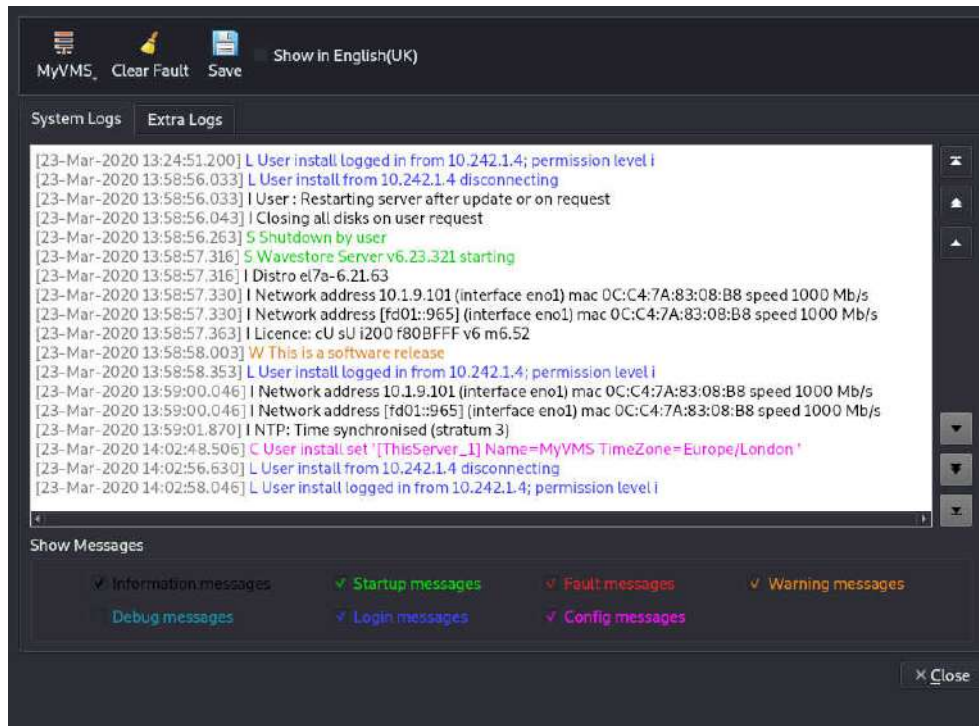 MyVMS Clear Fault Save Show in English(UK)
System Logs Extra Logs
[23-Mar-2020 13:24:51.200] L User install logged in from 10.242.1.4; permission level i
[23-Mar-2020 13:58:56.033] L User install from 10.242.1.4 disconnecting
[23-Mar-2020 13:58:56.033] I User : Restarting server after update or on request
[23-Mar-2020 13:58:56.043] I Closing all disks on user request
[23-Mar-2020 13:58:56.263] S Shutdown by user
[23-Mar-2020 13:58:57.316] S Wavestore Server v6.23.321 starting
[23-Mar-2020 13:58:57.316] I Distro el7a-6.21.63
[23-Mar-2020 13:58:57.330] I Network address 10.1.9.101 (interface eno1) mac 0C:C4:7A:83:08:B8 speed 1000 Mb/s
[23-Mar-2020 13:58:57.330] I Network address [fd01::965] (interface eno1) mac 0C:C4:7A:83:08:B8 speed 1000 Mb/s
[23-Mar-2020 13:58:57.363] I Licence: cU sU i200 f80BFFF v6 m6.52
[23-Mar-2020 13:58:58.003] W This is a software release
[23-Mar-2020 13:58:58.353] L User install logged in from 10.242.1.4; permission level i
[23-Mar-2020 13:59:00.046] I Network address 10.1.9.101 (interface eno1) mac 0C:C4:7A:83:08:B8 speed 1000 Mb/s
[23-Mar-2020 13:59:00.046] I Network address [fd01::965] (interface eno1) mac 0C:C4:7A:83:08:B8 speed 1000 Mb/s
[23-Mar-2020 13:59:01.870] I NTP: Time synchronised (stratum 3)
[23-Mar-2020 14:02:48.506] C User install set '[ThisServer_1] Name=MyVMS TimeZone=Europe/London '
[23-Mar-2020 14:02:56.630] L User install from 10.242.1.4 disconnecting
[23-Mar-2020 14:02:58.046] L User install logged in from 10.242.1.4; permission level i
Show Messages
Information messages Startup messages Fault messages Warning messages
Debug messages Login messages Config messages
Close